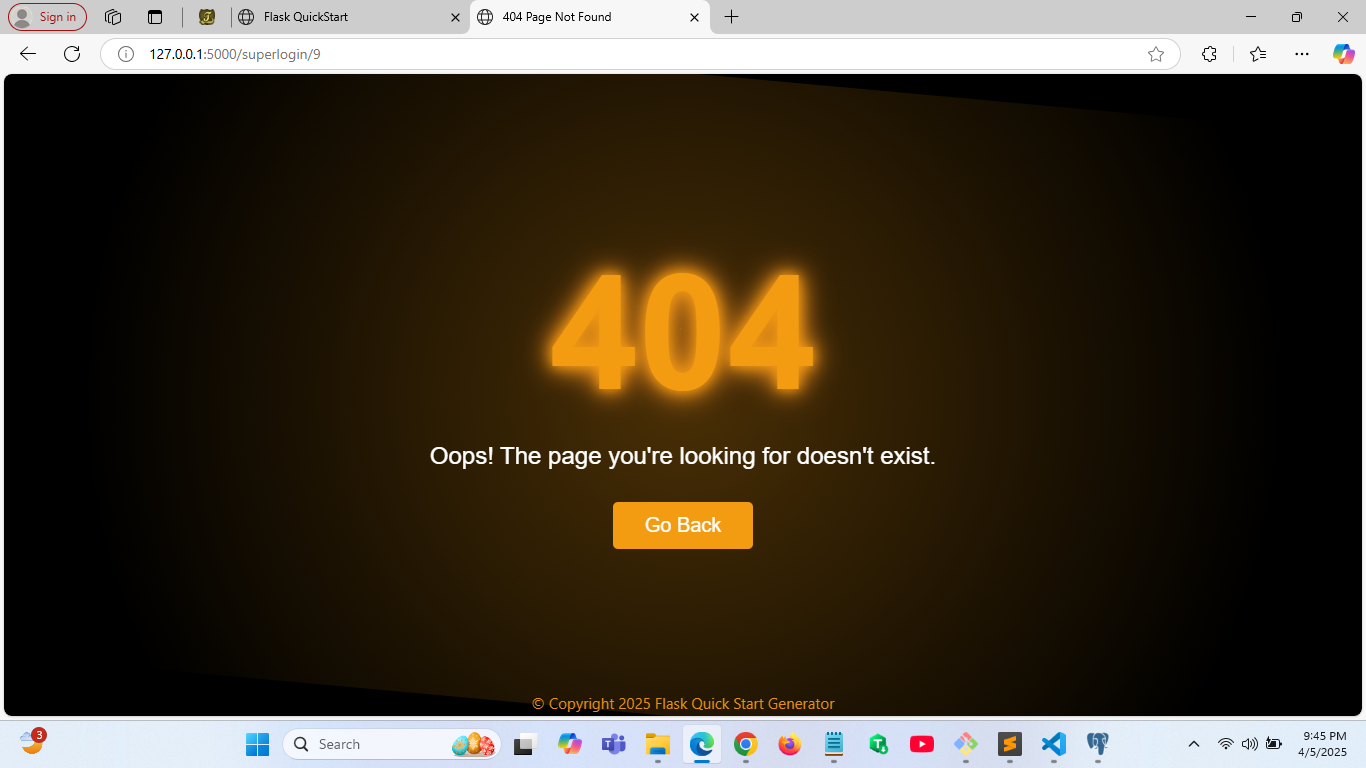 Sign in
Flask QuickStart
404 Page Not Found
127.0.0.1:5000/superlogin/9
404
Oops! The page you're looking for doesn't exist.
Go Back
© Copyright 2025 Flask Quick Start Generator
3
Search
9:45 PM
4/5/2025